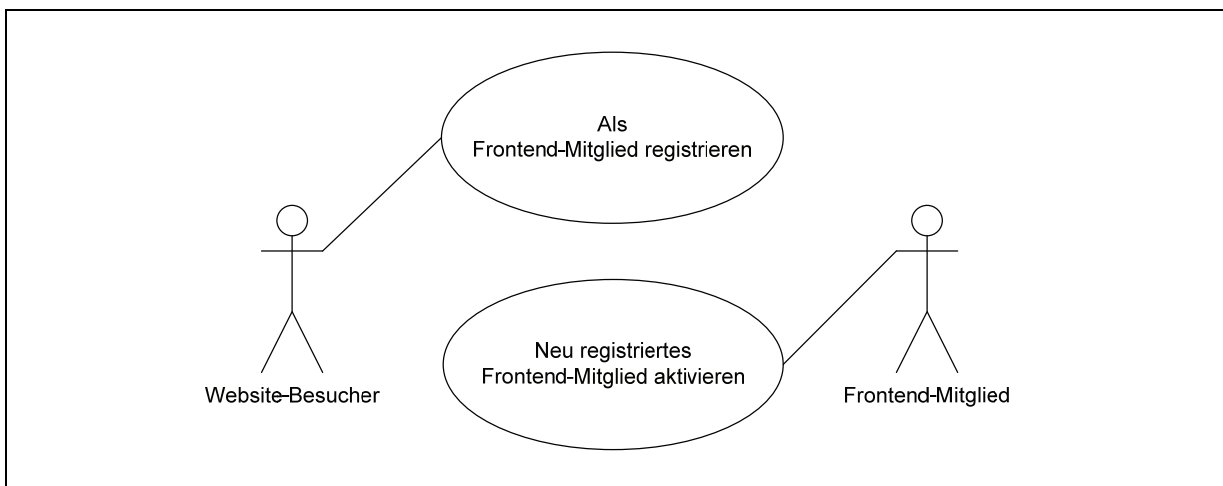 Als
Frontend-Mitglied registrieren
Neu registriertes
Frontend-Mitglied aktivieren
Website-Besucher
Frontend-Mitglied